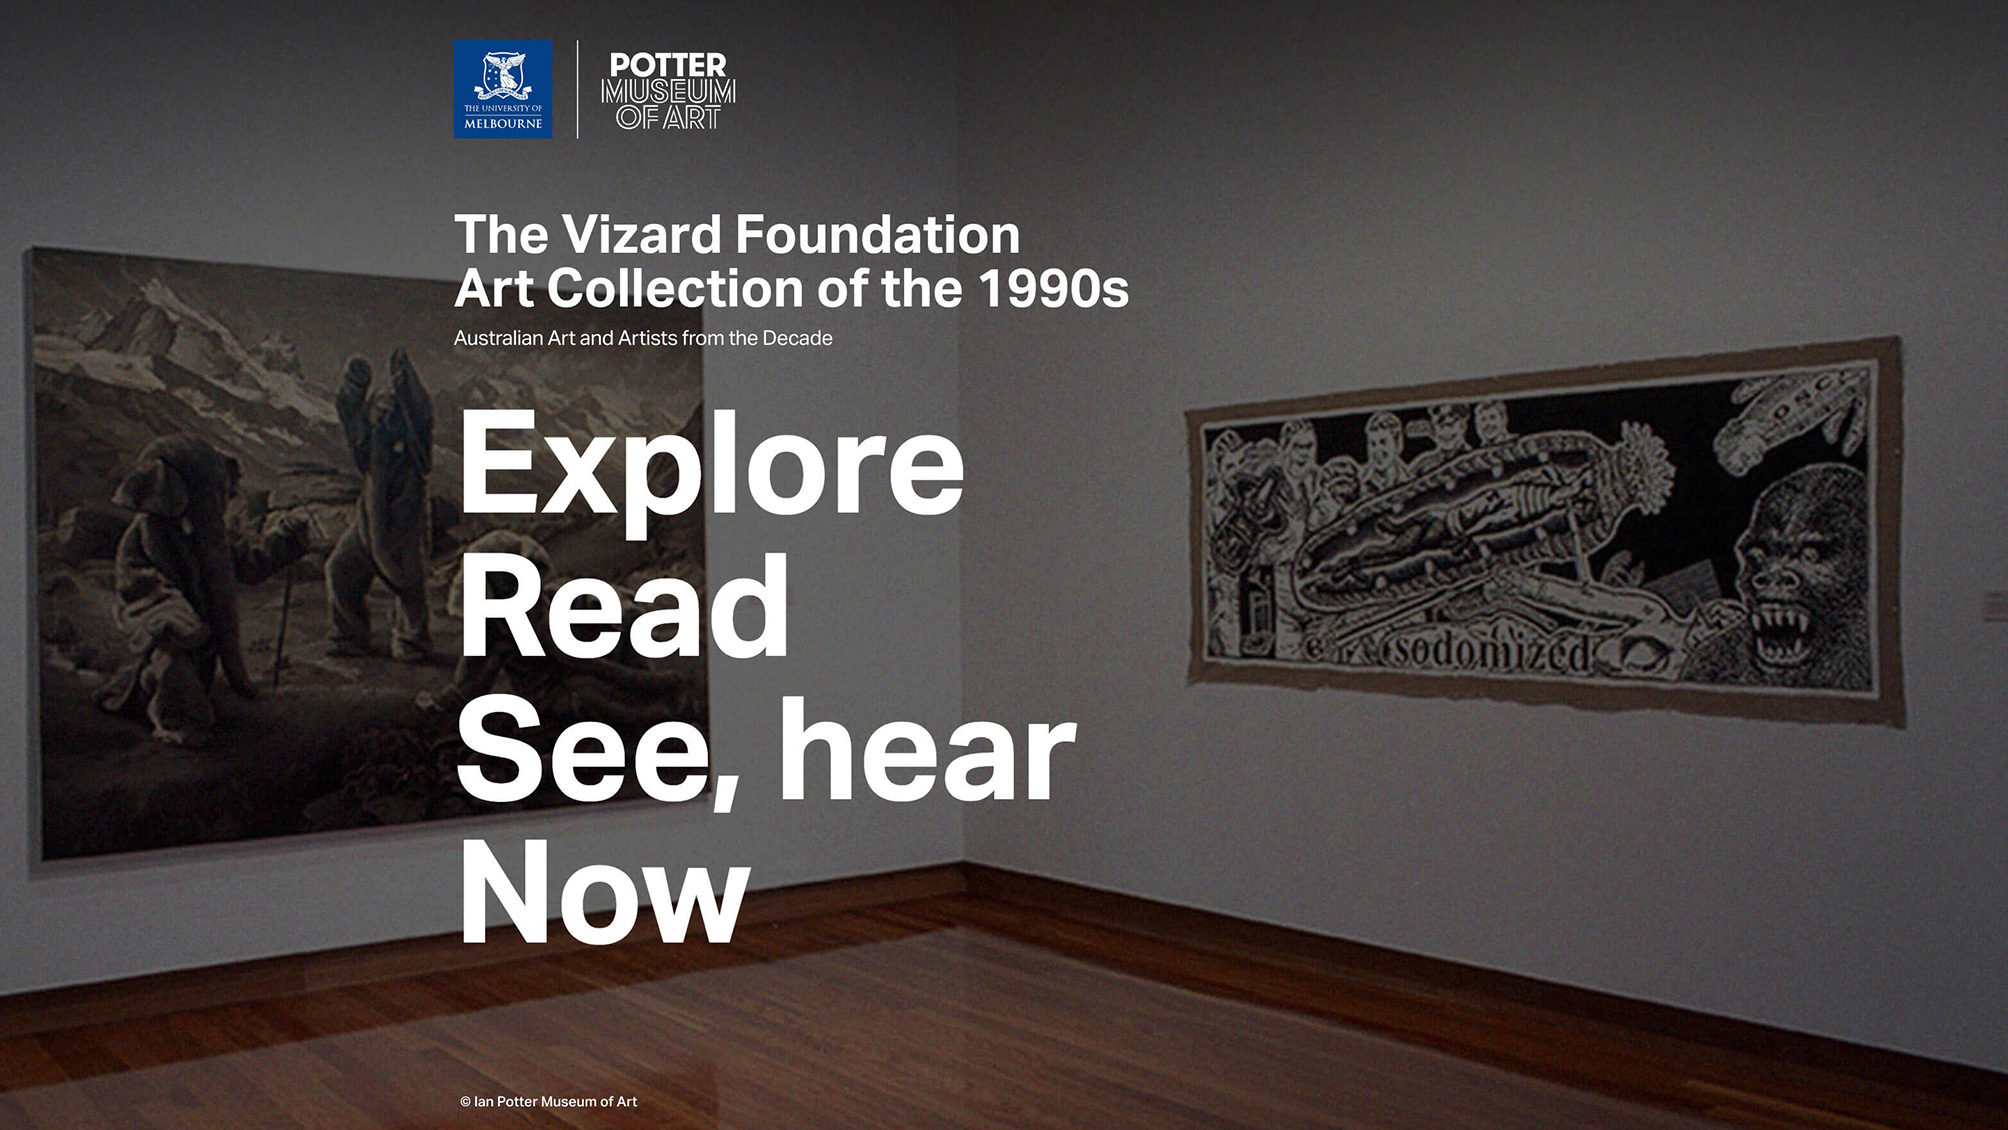 THE UNIVERSITY OF
MELBOURNE
POTTER
MUSEUM
OF ART
The Vizard Foundation
Art Collection of the 1990s
Australian Art and Artists from the Decade
Explore
Read
See, hear
Now
sodomized
© Ian Potter Museum of Art